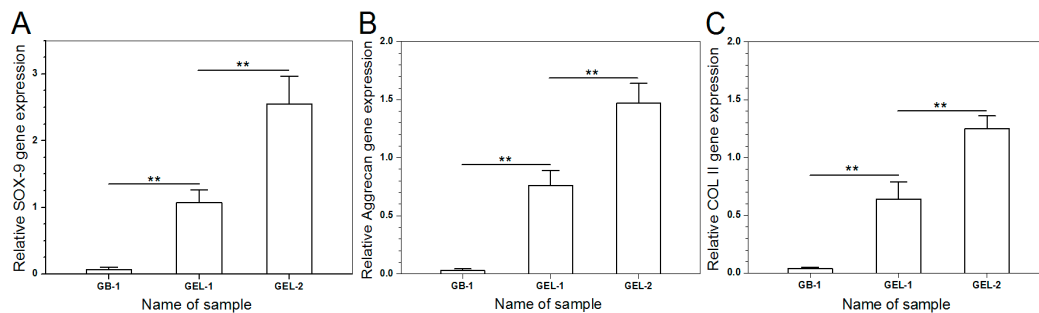 A
Relative SOX-9 gene expression
3
2
1
0
**
**
GB-1 GEL-1 GEL-2
Name of sample
B
Relative Aggrecan gene expression
2.0
1.5
1.0
0.5
0.0
**
**
GB-1 GEL-1 GEL-2
Name of sample
C
Relative COL II gene expression
2.0
1.5
1.0
0.5
0.0
**
**
GB-1 GEL-1 GEL-2
Name of sample